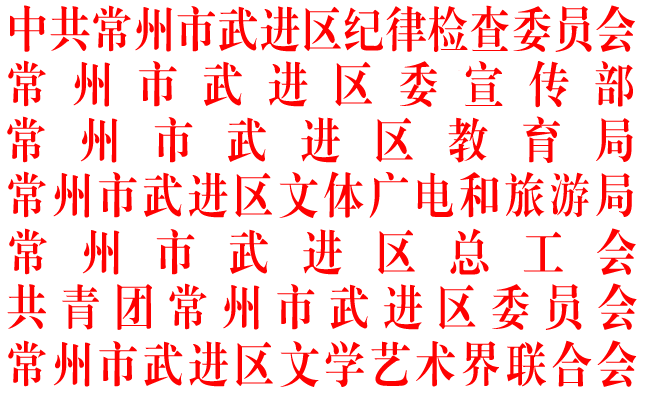 中共常州市武进区纪律检查委员会
常州市武进区委宣传部
常州市武进区教育局
常州市武进区文体广电和旅游局
常州市武进区总工会
共青团常州市武进区委员会
常州市武进区文学艺术界联合会